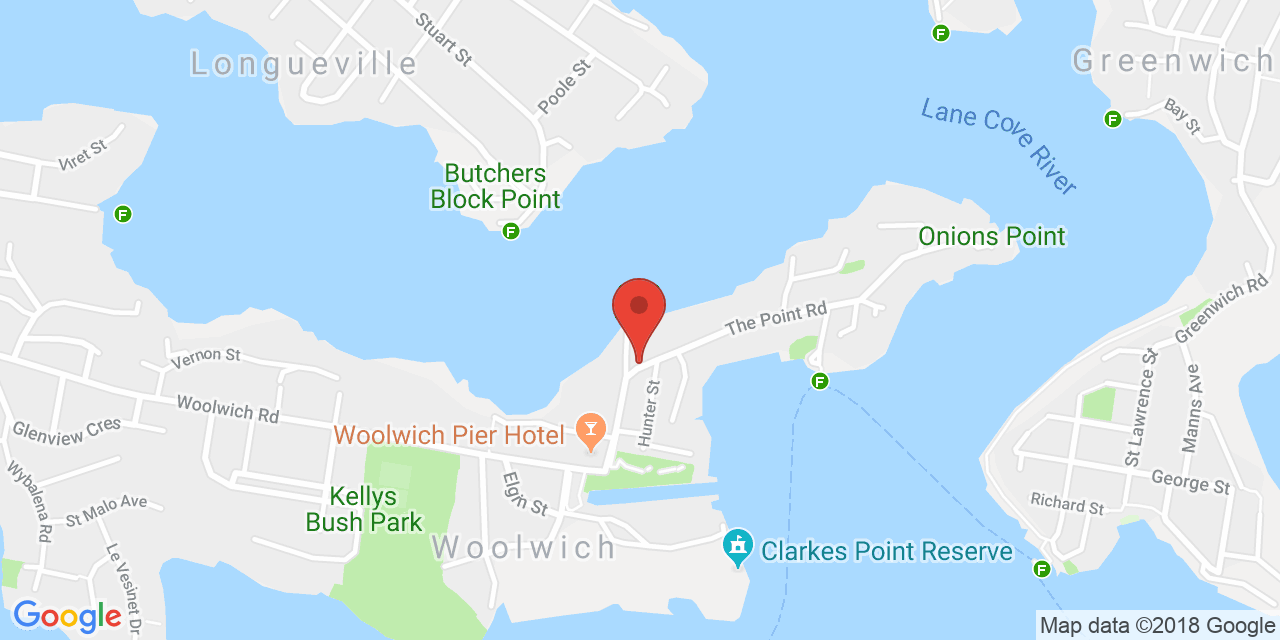 Stuart St
Longueville
Greenwich
Poole St
Bay St
Lane Cove River
Viret St
Butchers
Block Point
F
F
F
F
Onions Point
Greenwich Rd
The Point Rd
Vernon St
F
St Lawrence St
Mans Ave
Woolwich Rd
Hunter St
Glenview Cres
Woolwich Pier Hotel
Wybalena Rd
Elgin St
George St
Kellys
Bush Park
St Malo Ave
Richard St
Woolwich
Clarkes Point Reserve
F
Le Vesinet Dr
Google
Map data ©2018 Google